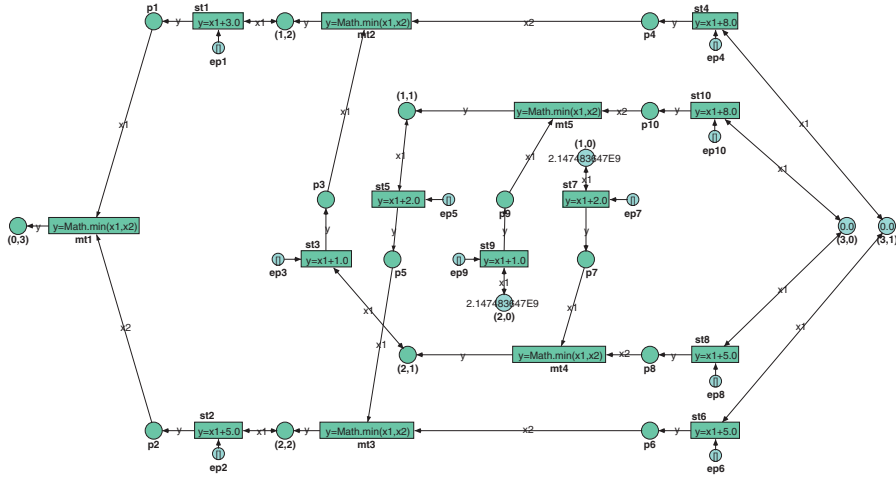 p1
st1
y
y=x1+3.0
x1
(1,2)
y
y=Math.min(x1,x2)
mt2
x2
p4
y
st4
y=x1+8.0
[]
ep1
[]
ep4
x1
x1
(1,1)
y
y=Math.min(x1,x2)
mt5
x2
p10
y
st10
y=x1+8.0
[]
ep10
x1
x1
x1
(1,0)
2.147483647E9
x1
x1
p3
st5
y=x1+2.0
[]
ep5
p9
st7
y=x1+2.0
[]
ep7
(0,3)
y
y=Math.min(x1,x2)
mt1
y
st3
y=x1+1.0
[]
ep3
y
p5
y
st9
y=x1+1.0
[]
ep9
y
p7
0.0
(3,0)
0.0
(3,1)
x1
2.147483647E9
(2,0)
x1
x1
x1
x1
x1
x2
(2,1)
y
y=Math.min(x1,x2)
mt4
x2
p8
y
st8
y=x1+5.0
[]
ep8
p2
y
st2
y=x1+5.0
x1
(2,2)
y
y=Math.min(x1,x2)
mt3
x2
p6
y
st6
y=x1+5.0
[]
ep2
[]
ep6